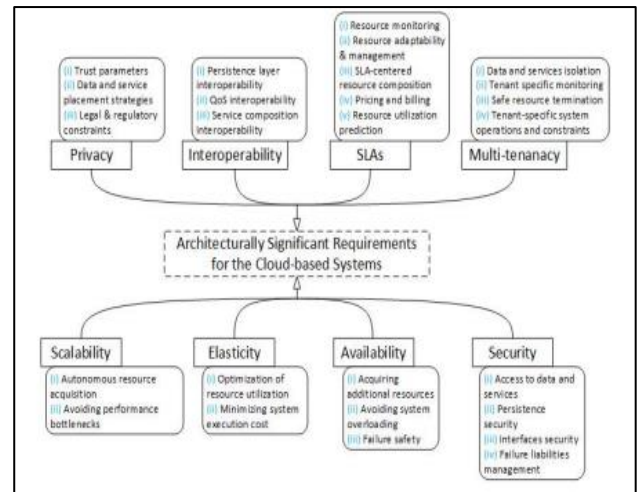 (i) Trust parameters
(ii) Data and service
placement strategies
(iii) Legal & regulatory
constraints
Privacy
(i) Persistence layer
interoperability
(ii) QoS interoperability
(iii) Service composition
interoperability
Interoperability
(i) Resource monitoring
(ii) Resource adaptability
& management
(iii) SLA-centered
resource composition
(iv) Pricing and billing
(v) Resource utilization
prediction
SLAs
(i) Data and services isolation
(ii) Tenant specific monitoring
(iii) Safe resource termination
(iv) Tenant-specific system
operations and constraints
Multi-tenanacy
Architecturally Significant Requirements
for the Cloud-based Systems
Scalability
(i) Autonomous resource
acquisition
(ii) Avoiding performance
bottlenecks
Elasticity
(i) Optimization of
resource utilization
(ii) Minimizing system
execution cost
Availability
(i) Acquiring
additional resources
(ii) Avoiding system
overloading
(iii) Failure safety
Security
(i) Access to data and
services
(ii) Persistence
security
(iii) Interfaces security
(iv) Failure liabilities
management